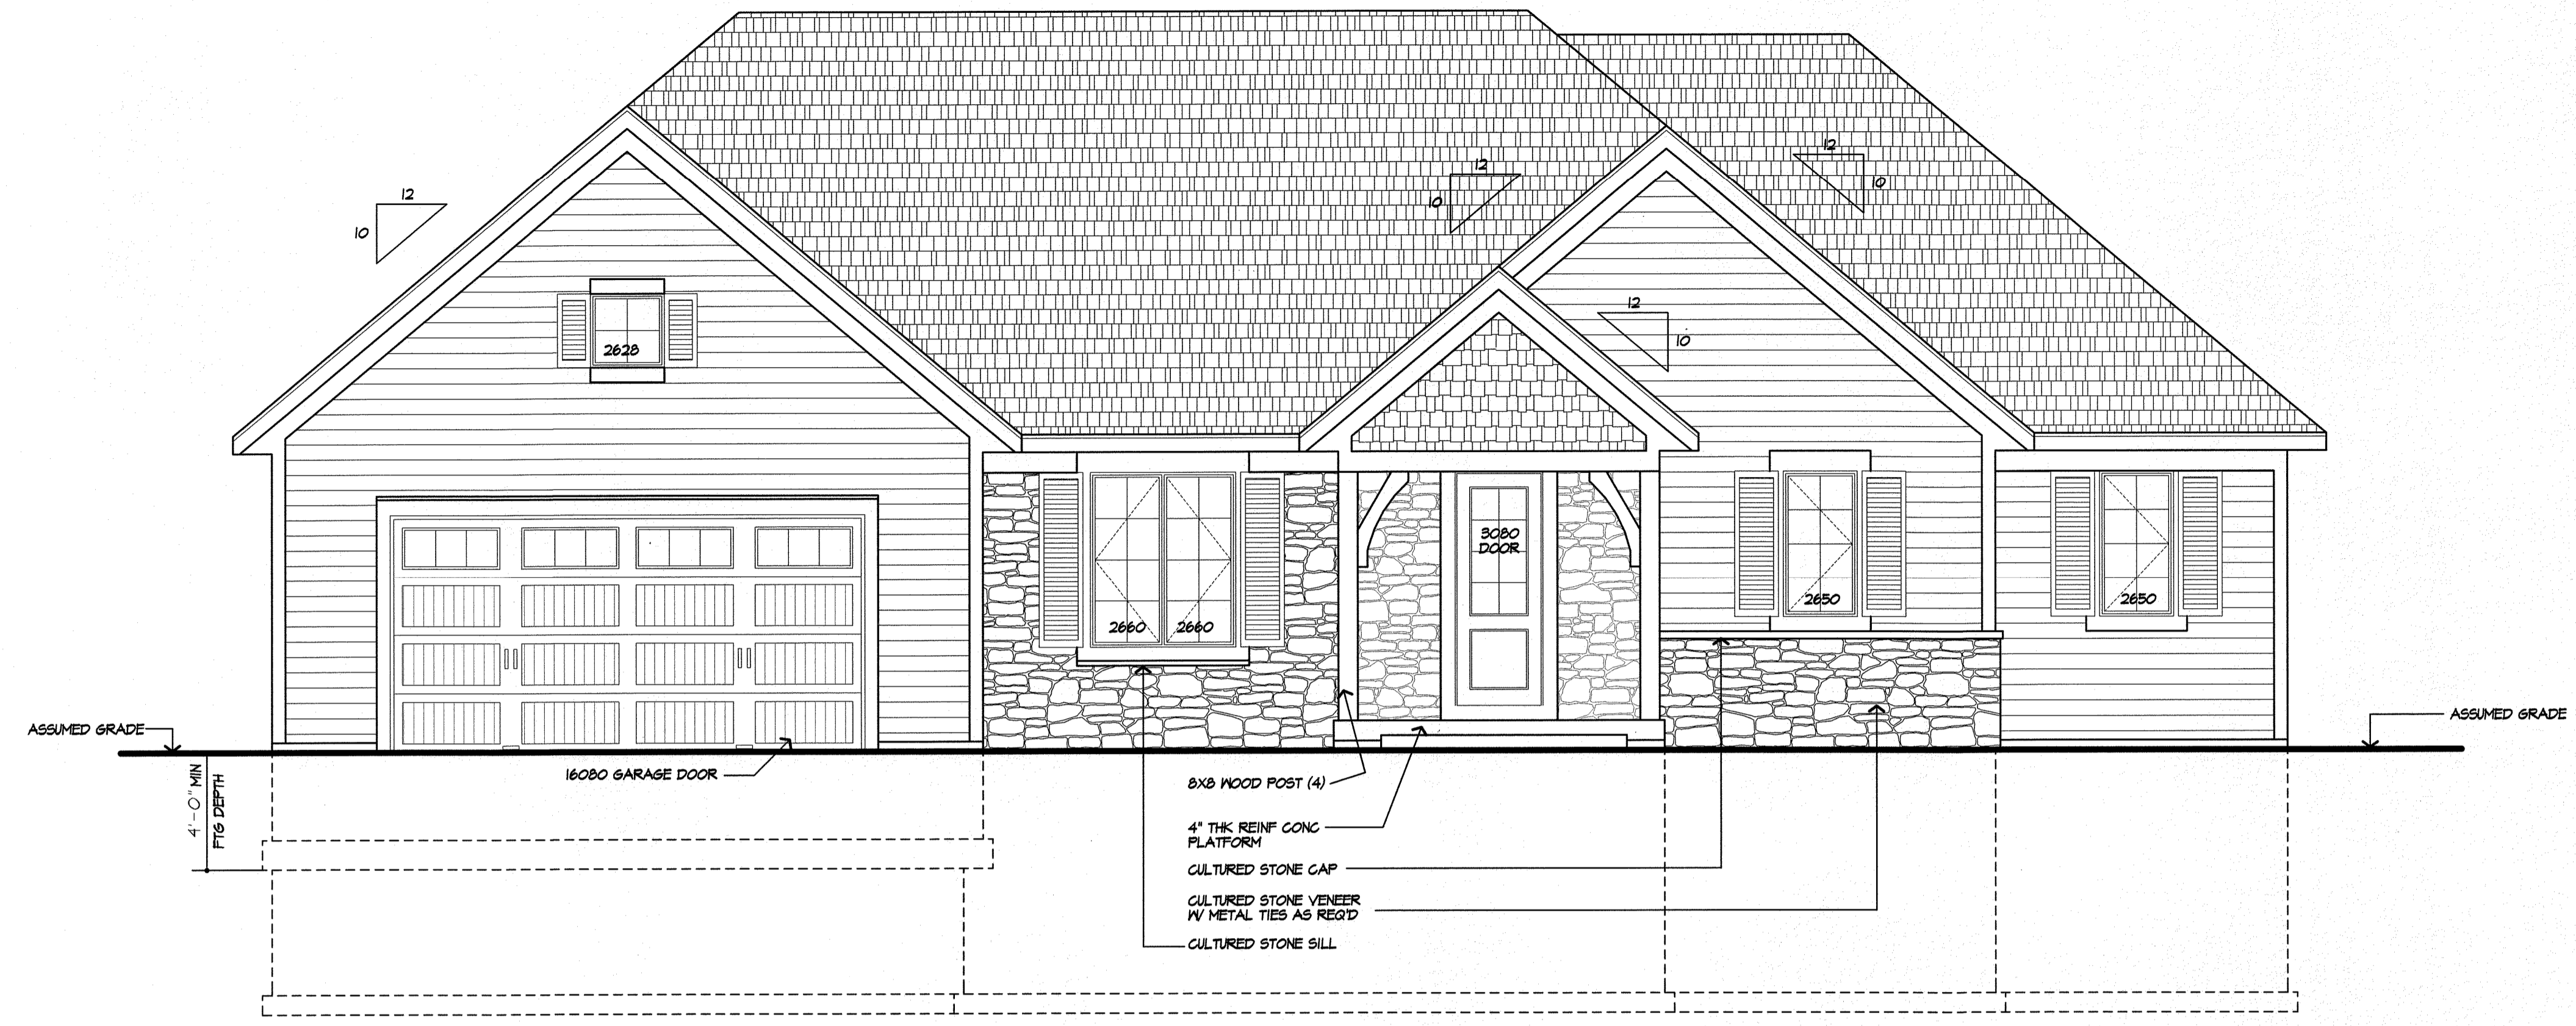 12
10
12
10
12
10
12
10
2628
3080
DOOR
2660
2660
2650
2650
ASSUMED GRADE
ASSUMED GRADE
4'-0" MIN
FTG DEPTH
16080 GARAGE DOOR
8X8 WOOD POST (4)
4" THK REINF CONC
PLATFORM
CULTURED STONE CAP
CULTURED STONE VENEER
W/ METAL TIES AS REQ'D
CULTURED STONE SILL